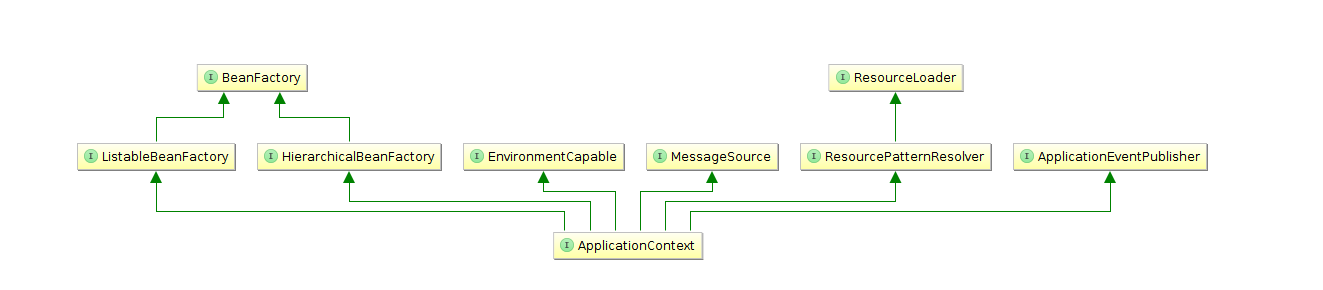 I BeanFactory
I ResourceLoader
I ListableBeanFactory
I HierarchicalBeanFactory
I EnvironmentCapable
I MessageSource
I ResourcePatternResolver
I ApplicationEventPublisher
I ApplicationContext